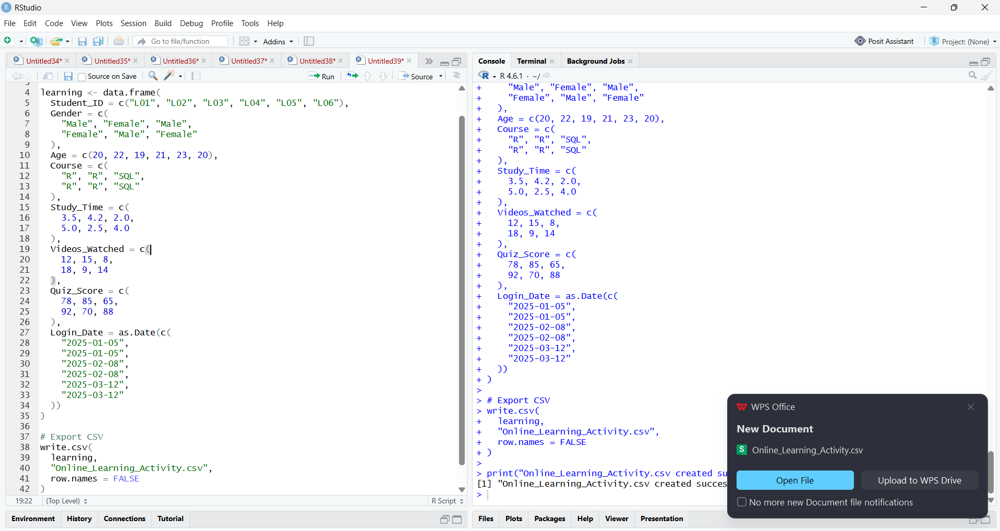 RStudio
File Edit Code View Plots Session Build Debug Profile Tools Help
Go to file/function Addins Posit Assistant Project: (None)
Untitled34* Untitled35* Untitled36* Untitled37* Untitled38* Untitled39*
Source on Save Run Source
4 learning <- data.frame(
5 Student_ID = c("L01", "L02", "L03", "L04", "L05", "L06"),
6 Gender = c(
7 "Male", "Female", "Male",
8 "Female", "Male", "Female"
9 ),
10 Age = c(20, 22, 19, 21, 23, 20),
11 Course = c(
12 "R", "R", "SQL",
13 "R", "R", "SQL"
14 ),
15 Study_Time = c(
16 3.5, 4.2, 2.0,
17 5.0, 2.5, 4.0
18 ),
19 Videos_Watched = c(
20 12, 15, 8,
21 18, 9, 14
22 ),
23 Quiz_Score = c(
24 78, 85, 65,
25 92, 70, 88
26 ),
27 Login_Date = as.Date(c(
28 "2025-01-05",
29 "2025-01-05",
30 "2025-02-08",
31 "2025-02-08",
32 "2025-03-12",
33 "2025-03-12"
34 ))
35 )
36
37 # Export CSV
38 write.csv(
39 learning,
40 "Online_Learning_Activity.csv",
41 row.names = FALSE
42 )
19:22 (Top Level) R Script
Environment History Connections Tutorial
Console Terminal Background Jobs
R 4.6.1 · ~/
+ "Male", "Female", "Male",
+ "Female", "Male", "Female"
+ ),
+ Age = c(20, 22, 19, 21, 23, 20),
+ Course = c(
+ "R", "R", "SQL",
+ "R", "R", "SQL"
+ ),
+ Study_Time = c(
+ 3.5, 4.2, 2.0,
+ 5.0, 2.5, 4.0
+ ),
+ Videos_Watched = c(
+ 12, 15, 8,
+ 18, 9, 14
+ ),
+ Quiz_Score = c(
+ 78, 85, 65,
+ 92, 70, 88
+ ),
+ Login_Date = as.Date(c(
+ "2025-01-05",
+ "2025-01-05",
+ "2025-02-08",
+ "2025-02-08",
+ "2025-03-12",
+ "2025-03-12"
+ ))
+ )
>
> # Export CSV
> write.csv(
+ learning,
+ "Online_Learning_Activity.csv",
+ row.names = FALSE
+ )
>
> print("Online_Learning_Activity.csv created
[1] "Online_Learning_Activity.csv created
>
Files Plots Packages Help Viewer Presentation
WPS Office
New Document
S Online_Learning_Activity.csv
Open File Upload to WPS Drive
No more new Document file notifications